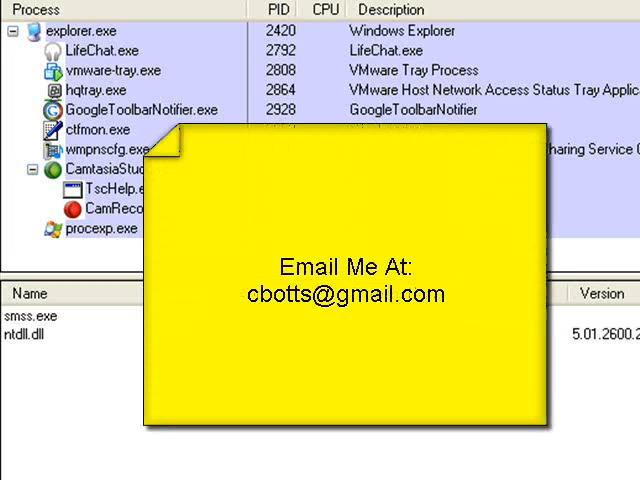 Process PID CPU Description
explorer.exe 2420 Windows Explorer
LifeChat.exe 2792 LifeChat.exe
vmware-tray.exe 2808 VMware Tray Process
hqtray.exe 2864 VMware Host Network Access Status Tray Applic
GoogleToolbarNotifier.exe 2928 GoogleToolbarNotifier
ctfmon.exe
wmpnscfg.exe haring Service C
CamtasiaStud
TscHelp.e
CamReco
procexp.exe
Email Me At:
cbotts@gmail.com
Name Version
smss.exe
ntdll.dll 5.01.2600.2